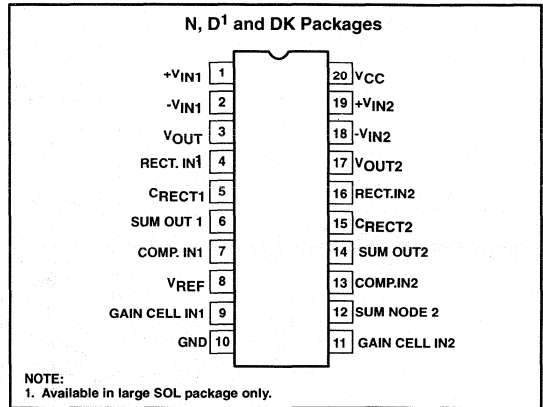 N, D1 and DK Packages
+VIN1 1 20 VCC
-VIN1 2 19 +VIN2
VOUT 3 18 -VIN2
RECT. IN1 4 17 VOUT2
CRECT1 5 16 RECT.IN2
SUM OUT 1 6 15 CRECT2
COMP. IN1 7 14 SUM OUT2
VREF 8 13 COMP.IN2
GAIN CELL IN1 9 12 SUM NODE 2
GND 10 11 GAIN CELL IN2
NOTE:
1. Available in large SOL package only.